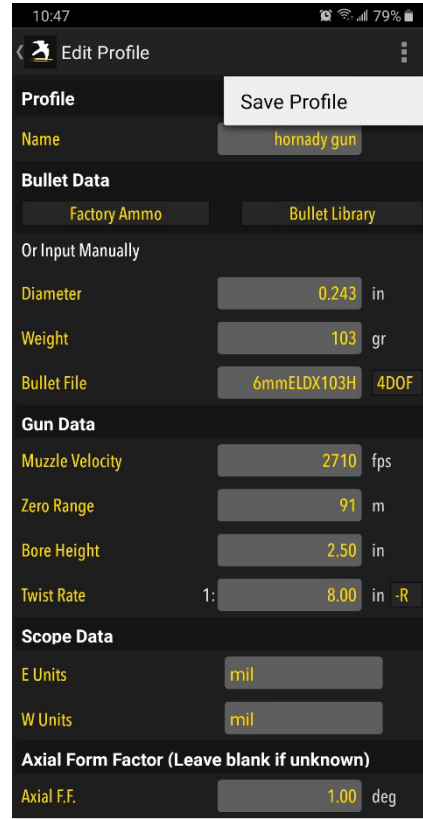 10:47 79%
Edit Profile
Profile Save Profile
Name hornady gun
Bullet Data
Factory Ammo Bullet Library
Or Input Manually
Diameter 0.243 in
Weight 103 gr
Bullet File 6mmELDX103H 4DOF
Gun Data
Muzzle Velocity 2710 fps
Zero Range 91 m
Bore Height 2.50 in
Twist Rate 1: 8.00 in -R
Scope Data
E Units mil
W Units mil
Axial Form Factor (Leave blank if unknown)
Axial F.F. 1.00 deg